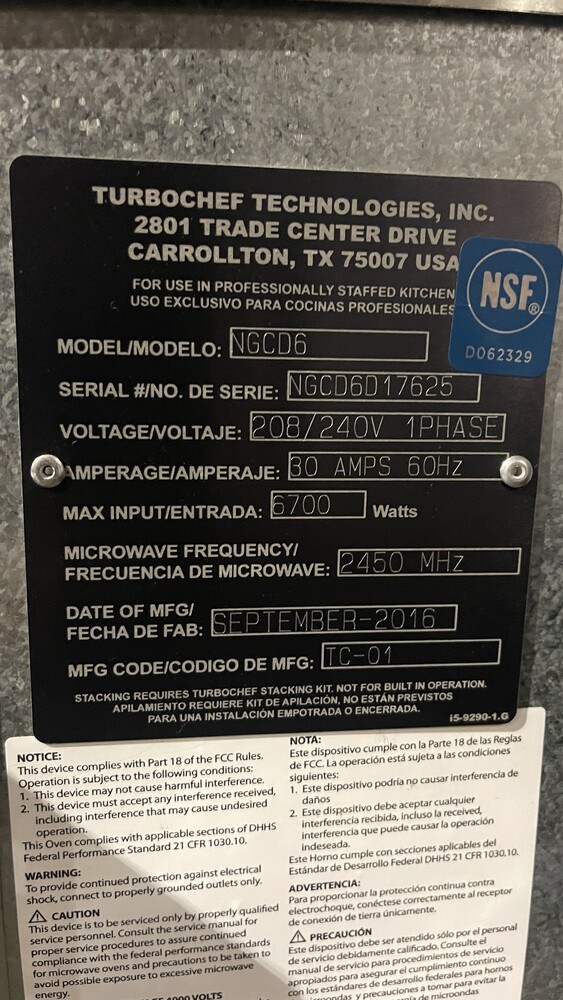 TURBOCHEF TECHNOLOGIES, INC.
2801 TRADE CENTER DRIVE
CARROLLTON, TX 75007 USA
FOR USE IN PROFESSIONALLY STAFFED KITCHEN
USO EXCLUSIVO PARA COCINAS PROFESIONALES
NSF®
D062329
MODEL/MODELO: NGCD6
SERIAL #/NO. DE SERIE: NGCD6D17625
VOLTAGE/VOLTAJE: 208/240V 1PHASE
AMPERAGE/AMPERAJE: 30 AMPS 60Hz
MAX INPUT/ENTRADA: 6700 Watts
MICROWAVE FREQUENCY/
FRECUENCIA DE MICROWAVE: 2450 MHz
DATE OF MFG/
FECHA DE FAB: SEPTEMBER-2016
MFG CODE/CODIGO DE MFG: TC-01
STACKING REQUIRES TURBOCHEF STACKING KIT. NOT FOR BUILT IN OPERATION.
APILAMIENTO REQUIERE KIT DE APILACIÓN, NO ESTÁN PREVISTOS
PARA UNA INSTALACIÓN EMPOTRADA O ENCERRADA.
i5-9290-1.G
NOTICE:
This device complies with Part 18 of the FCC Rules.
Operation is subject to the following conditions:
1. This device may not cause harmful interference.
2. This device must accept any interference received,
including interference that may cause undesired
operation.
This Oven complies with applicable sections of DHHS
Federal Performance Standard 21 CFR 1030.10.
WARNING:
To provide continued protection against electrical
shock, connect to properly grounded outlets only.
CAUTION
This device is to be serviced only by properly qualified
service personnel. Consult the service manual for
proper service procedures to assure continued
compliance with the federal performance standards
for microwave ovens and precautions to be taken to
avoid possible exposure to excessive microwave
energy.
4000 VOLTS
NOTA:
Este dispositivo cumple con la Parte 18 de las Reglas
de FCC. La operación está sujeta a las condiciones
siguientes:
1. Este dispositivo podría no causar interferencia de
daños
2. Este dispositivo debe aceptar cualquier
interferencia recibida, incluso la received,
interferencia que puede causar la operación
indeseada.
Este Horno cumple con secciones aplicables del
Estándar de Desarrollo Federal DHHS 21 CFR 1030.10.
ADVERTENCIA:
Para proporcionar la protección continua contra
electrochoque, conéctese correctamente al receptor
de conexión de tierra únicamente.
PRECAUCIÓN
Este dispositivo debe ser atendido sólo por el personal
de servicio debidamente calificado. Consulte el
manual de servicio para procedimientos de servicio
apropiados para asegurar el cumplimiento continuo
con los estándares de desarrollo federales para hornos
y precauciones a tomar para evitar la
de microondas